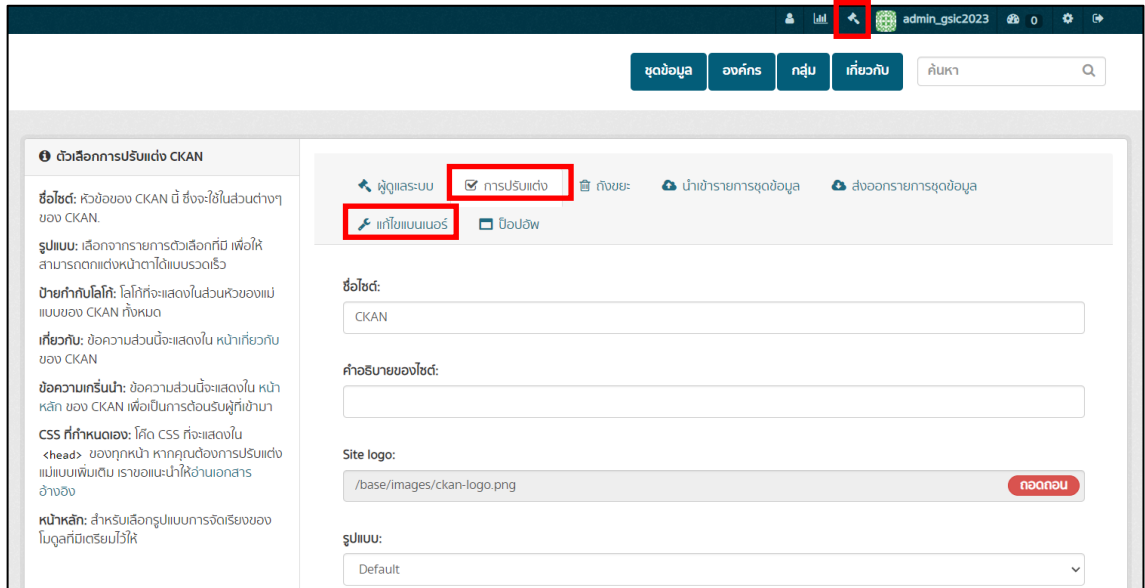 admin_gsic2023 0
ชุดข้อมูล องค์กร กลุ่ม เกี่ยวกับ ค้นหา
ตัวเลือกการปรับแต่ง CKAN
ชื่อไซต์: หัวข้อของ CKAN นี้ ซึ่งจะใช้ในส่วนต่างๆ
ของ CKAN.
รูปแบบ: เลือกจากรายการตัวเลือกที่มี เพื่อให้
สามารถตกแต่งหน้าตาได้แบบรวดเร็ว
ป้ายกำกับโลโก้: โลโก้ที่จะแสดงในส่วนหัวของแม่
แบบของ CKAN ทั้งหมด
เกี่ยวกับ: ข้อความส่วนนี้จะแสดงใน หน้าเกี่ยวกับ
ของ CKAN
ข้อความเกริ่นนำ: ข้อความส่วนนี้จะแสดงใน หน้า
หลัก ของ CKAN เพื่อเป็นการต้อนรับผู้ที่เข้ามา
CSS ที่กำหนดเอง: โค๊ด CSS ที่จะแสดงใน
<head> ของทุกหน้า หากคุณต้องการปรับแต่ง
แม่แบบเพิ่มเติม เราขอแนะนำให้อ่านเอกสาร
อ้างอิง
หน้าหลัก: สำหรับเลือกรูปแบบการจัดเรียงของ
โมดูลที่มีเตรียมไว้ให้
ผู้ดูแลระบบ การปรับแต่ง ถังขยะ นำเข้ารายการชุดข้อมูล ส่งออกรายการชุดข้อมูล
แก้ไขแบนเนอร์ ป๊อปอัพ
ชื่อไซต์:
CKAN
คำอธิบายของไซต์:
Site logo:
/base/images/ckan-logo.png ถอดถอน
รูปแบบ:
Default